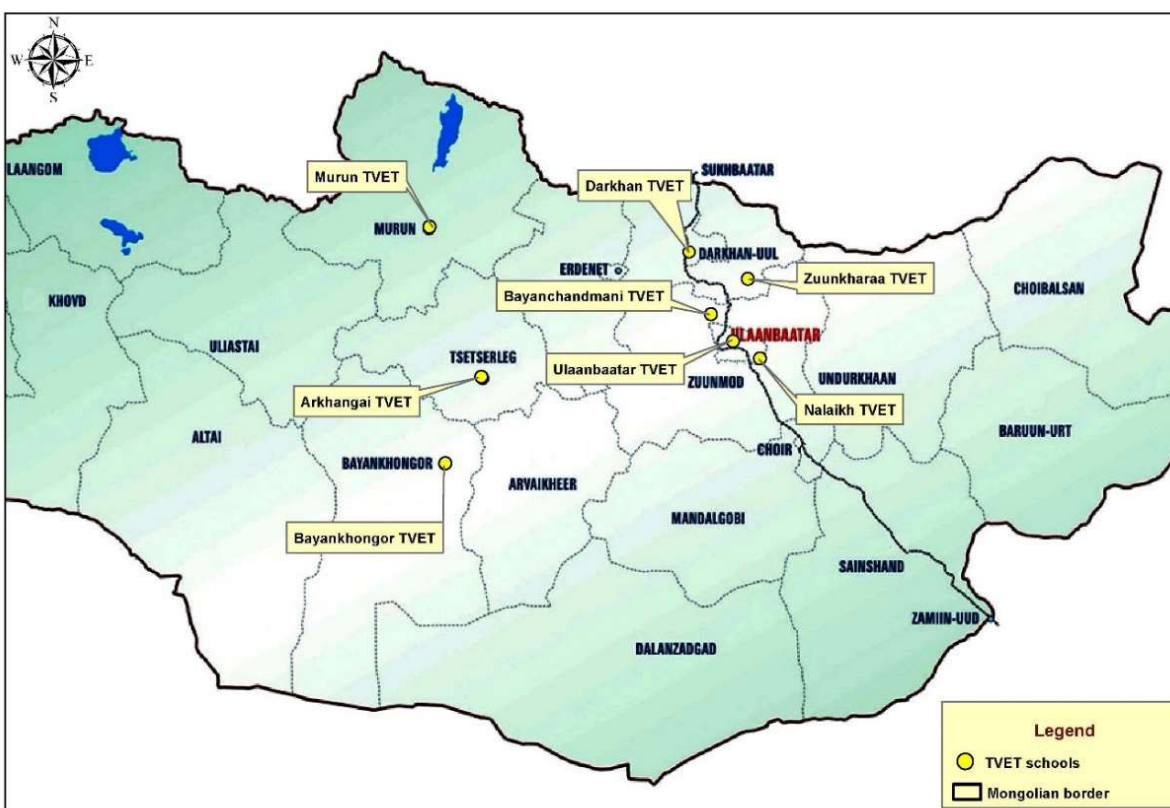 N
W E
S
SUKHBAATAR
LAANGOM
Murun TVET
Darkhan TVET
MURUN
DARKHAN-UUL
ERDENET
Zuunkharaa TVET
CHOIBALSAN
Bayanchandmani TVET
KHOVD
ULIASTAI
ULAANBAATAR
TSETSERLEG
Ulaanbaatar TVET
ZUUNMOD
UNDURKHAAN
Arkhangai TVET
Nalaikh TVET
ALTAI
BARUUN-URT
CHOIR
BAYANKHONGOR
ARVAIKHEER
MANDALGOBI
Bayankhongor TVET
SAINSHAND
ZAMIIN-UUD
DALANZADGAD
Legend
TVET schools
Mongolian border